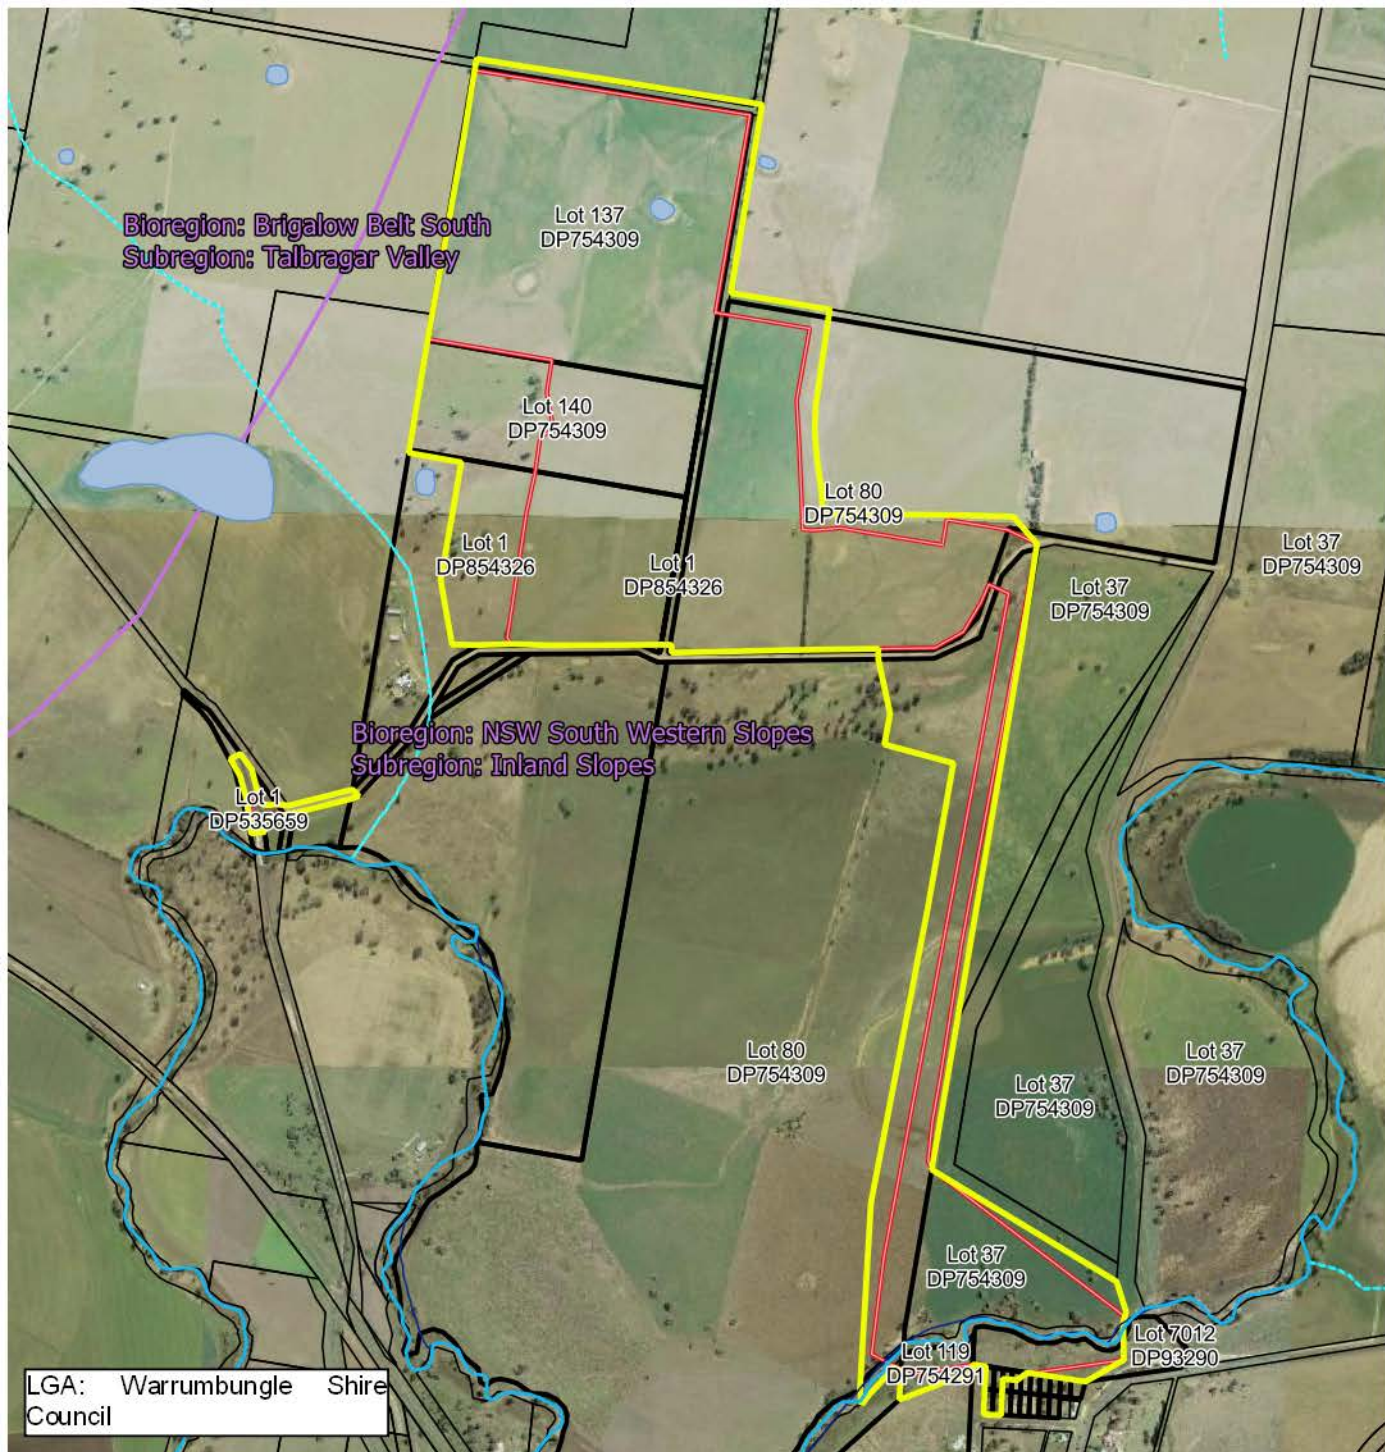 Bioregion: Brigalow Belt South
Subregion: Talbragar Valley
Lot 137
DP754309
Lot 140
DP754309
Lot 80
DP754309
Lot 1
DP854326
Lot 1
DP854326
Lot 37
DP754309
Lot 37
DP754309
Bioregion: NSW South Western Slopes
Subregion: Inland Slopes
Lot 1
DP535659
Lot 80
DP754309
Lot 37
DP754309
Lot 37
DP754309
Lot 37
DP754309
Lot 119
DP754291
Lot 7012
DP93290
LGA: Warrumbungle Shire
Council